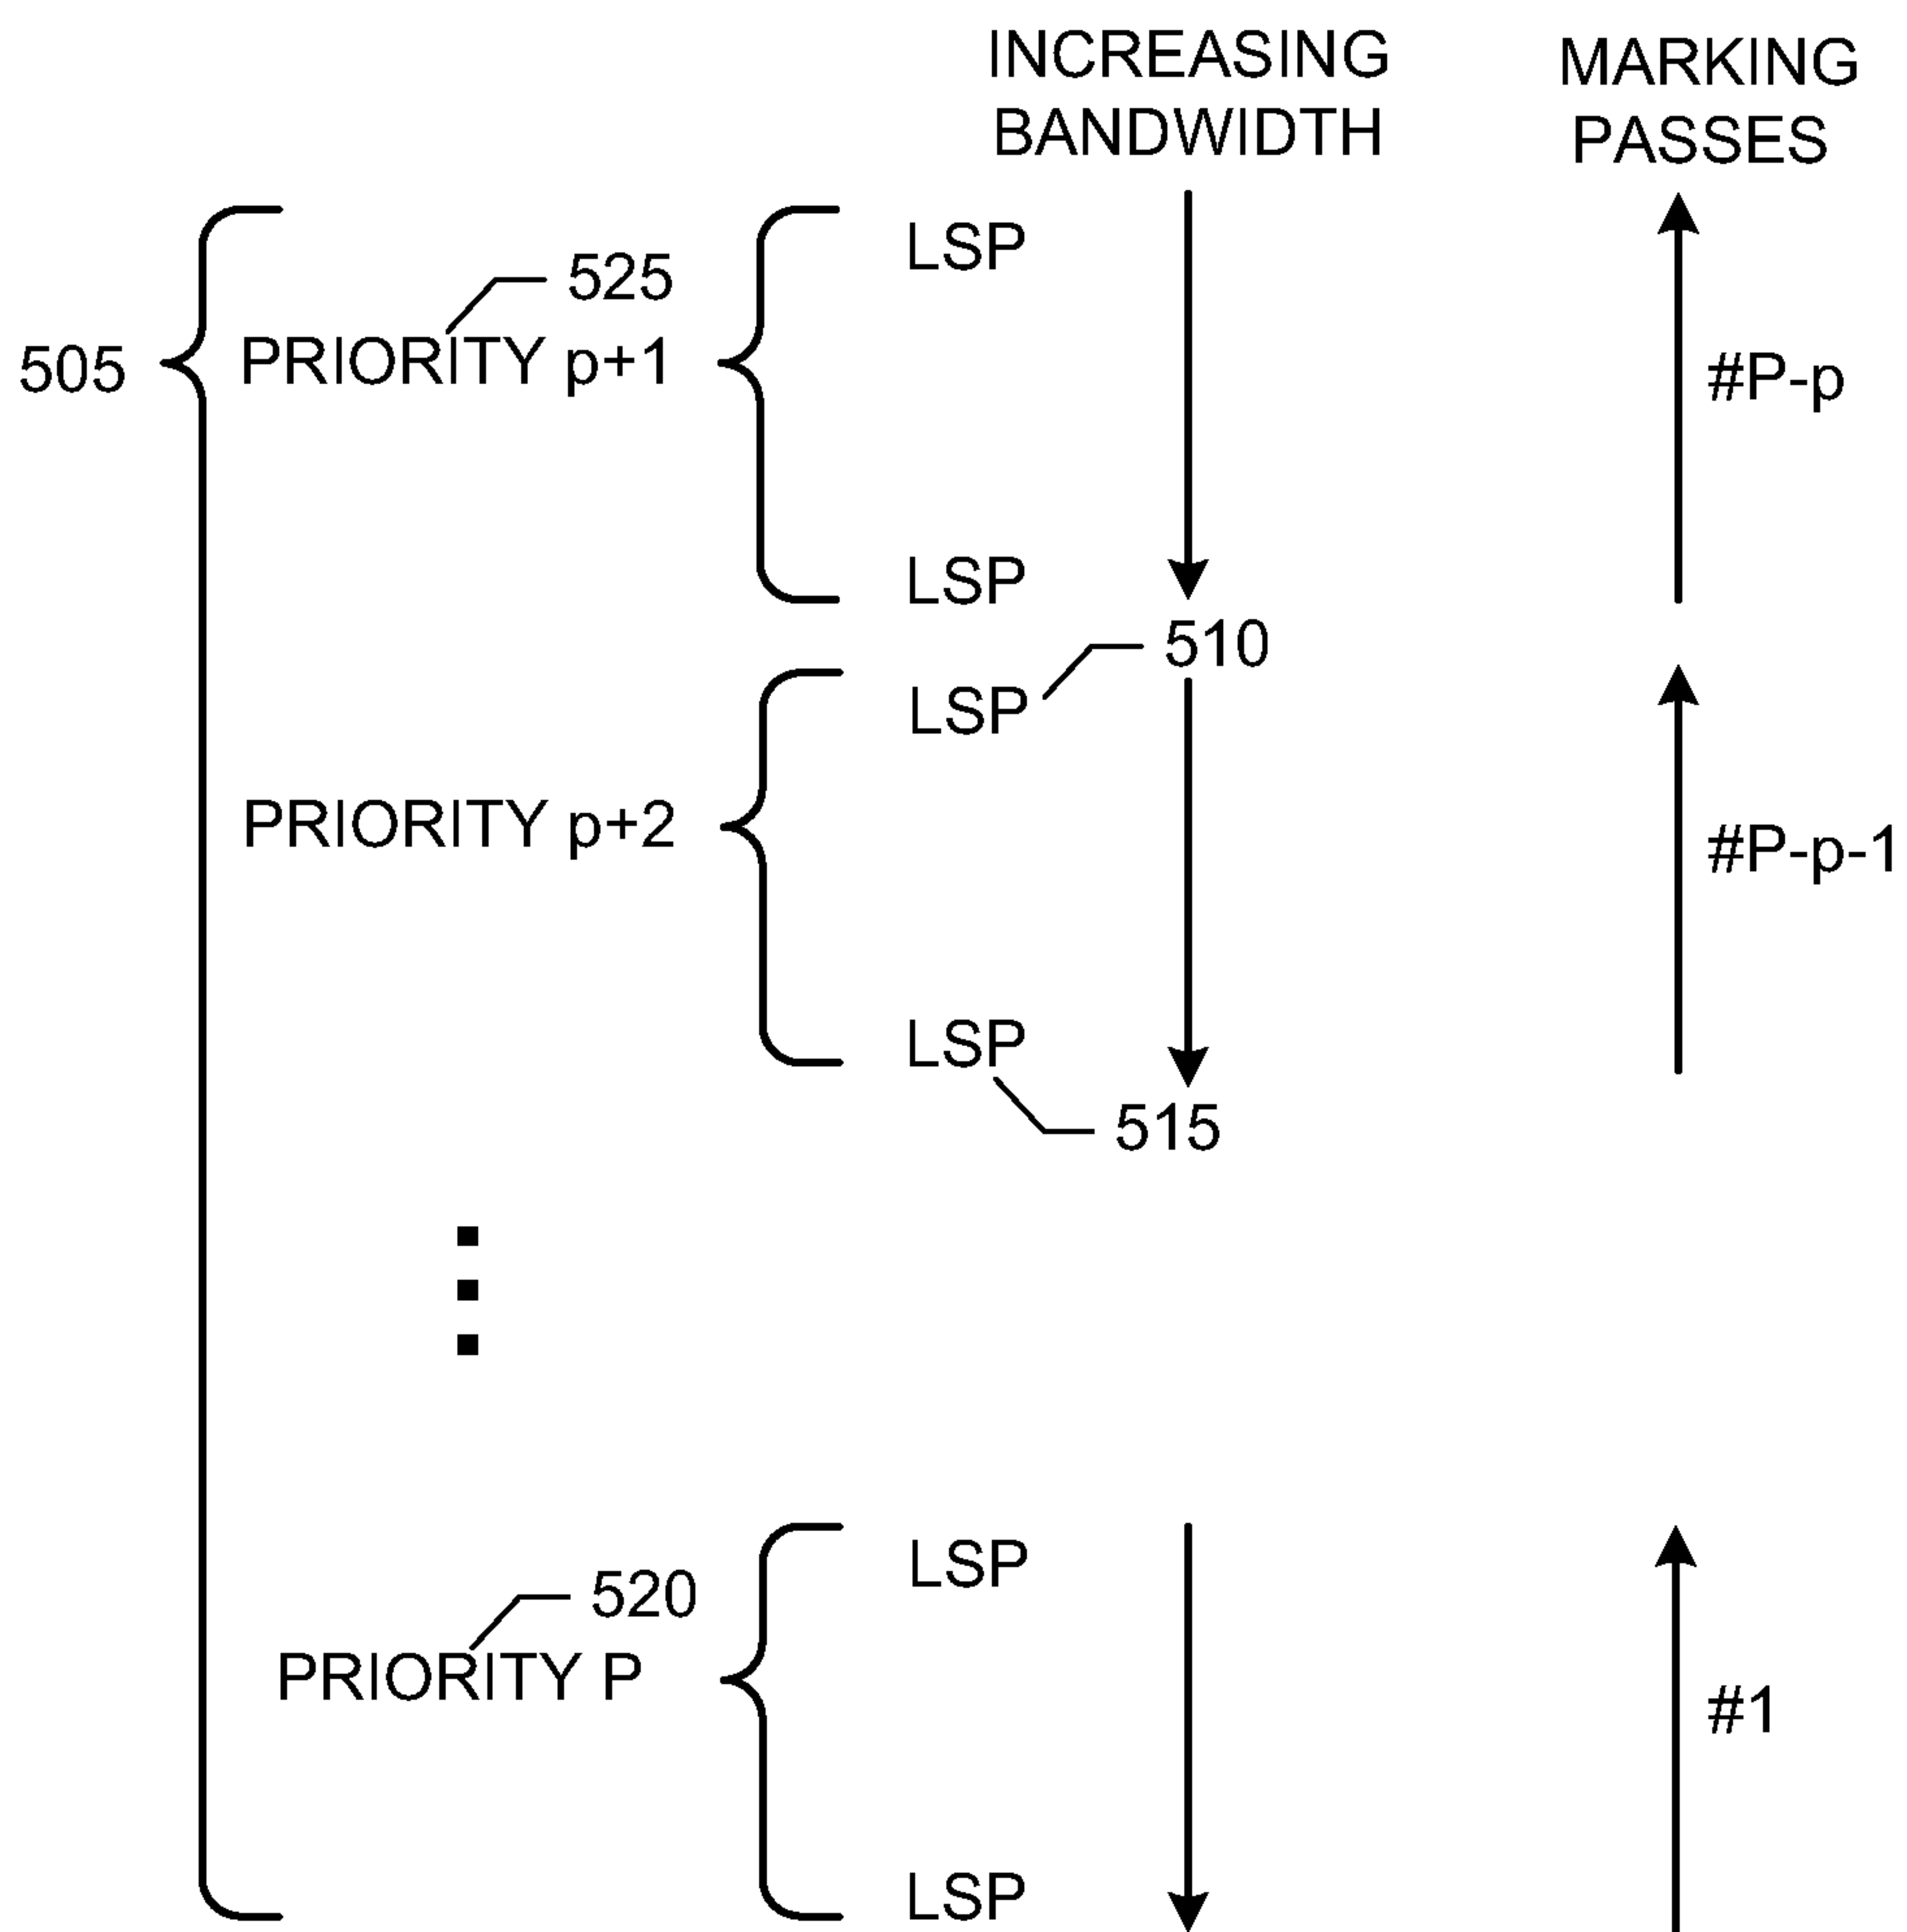 INCREASING
BANDWIDTH
MARKING
PASSES
LSP
525
505
PRIORITY p+1
#P-p
LSP
510
LSP
PRIORITY p+2
#P-p-1
LSP
515
LSP
520
PRIORITY P
#1
LSP